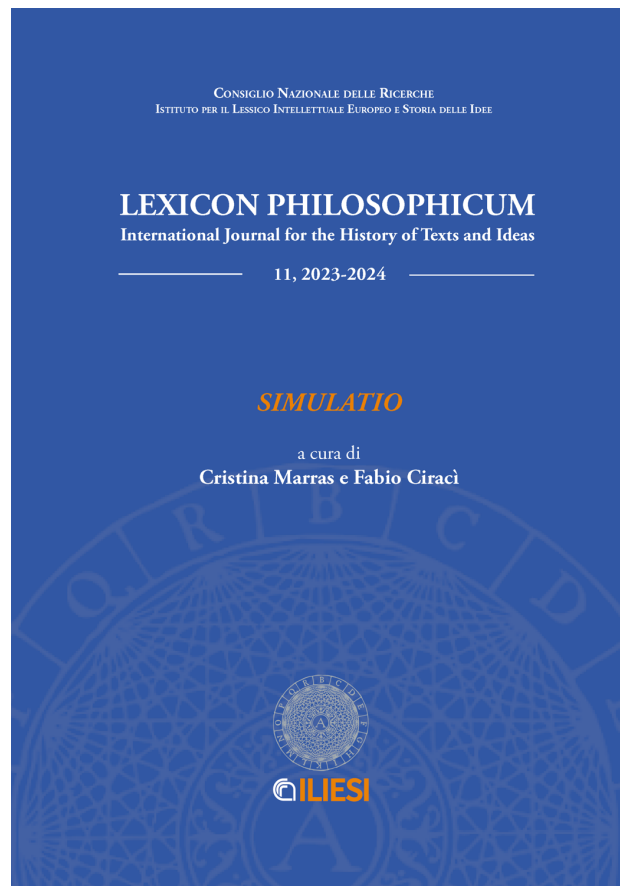 Consiglio Nazionale delle Ricerche
Istituto per il Lessico Intellettuale Europeo e Storia delle Idee
LEXICON PHILOSOPHICUM
International Journal for the History of Texts and Ideas
11, 2023-2024
SIMULATIO
a cura di
Cristina Marras e Fabio Ciracì
Q R B C D
A
ILIESI
A